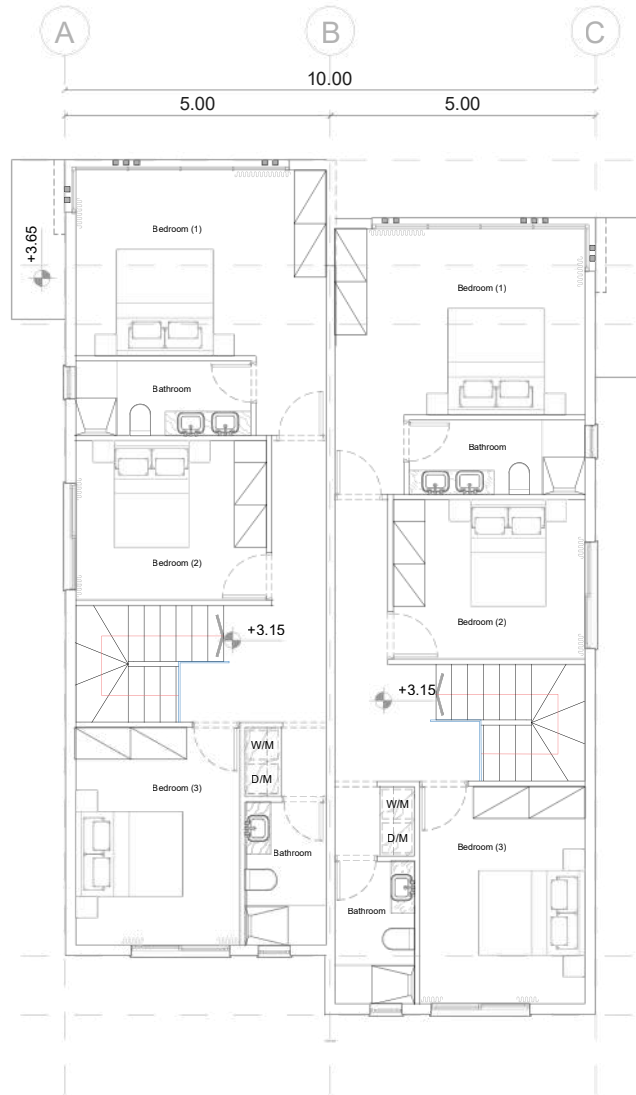 A
B
C
10.00
5.00
5.00
Bedroom (1)
+3.65
Bedroom (1)
Bathroom
Bathroom
Bedroom (2)
Bedroom (2)
+3.15
+3.15
W/M
D/M
Bedroom (3)
W/M
D/M
Bedroom (3)
Bathroom
Bathroom